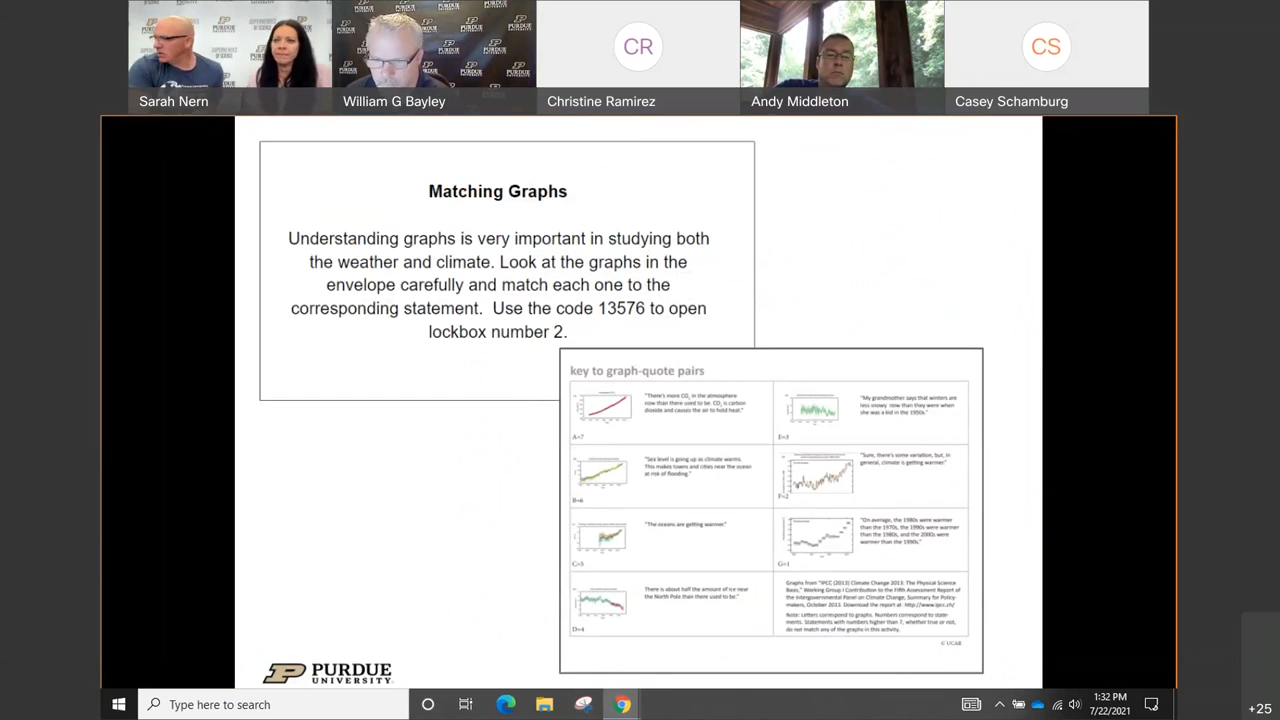 PURDUE
UNIVERSITY
CR
CS
Sarah Nern
William G Bayley
Christine Ramirez
Andy Middleton
Casey Schamburg
Matching Graphs
Understanding graphs is very important in studying both
the weather and climate. Look at the graphs in the
envelope carefully and match each one to the
corresponding statement. Use the code 13576 to open
lockbox number 2.
key to graph-quote pairs
"There's more CO₂ in the atmosphere
now than there used to be. CO₂ is carbon
dioxide and causes the air to hold heat."
A=7
"Sea level is going up as climate warms.
This makes towns and cities near the ocean
at risk of flooding."
B=6
"The oceans are getting warmer."
C=5
There is about half the amount of ice near
the North Pole than there used to be."
D=4
"My grandmother says that winters are
less snowy now than they were when
she was a kid in the 1950s."
E=3
"Sure, there's some variation, but, in
general, climate is getting warmer."
F=2
"On average, the 1980s were warmer
than the 1970s, the 1990s were warmer
than the 1980s, and the 2000s were
warmer than the 1990s."
G=1
Graphs from "IPCC (2013) Climate Change 2013: The Physical Science
Basis," Working Group I Contribution to the Fifth Assessment Report of
the Intergovernmental Panel on Climate Change, Summary for Policy-
makers, October 2013. Download the report at: http://www.ipcc.ch/
Note: Letters correspond to graphs. Numbers correspond to state-
ments. Statements with numbers higher than 7, whether true or not,
do not match any of the graphs in this activity.
© UCAR
PURDUE
UNIVERSITY
Type here to search
1:32 PM
7/22/2021
+25